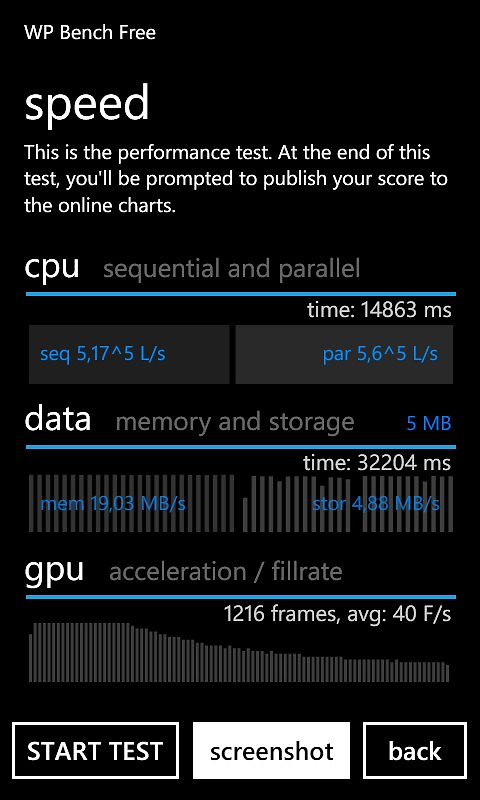 WP Bench Free
speed
This is the performance test. At the end of this
test, you'll be prompted to publish your score to
the online charts.
cpu sequential and parallel
time: 14863 ms
seq 5,17^5 L/s par 5,6^5 L/s
data memory and storage 5 MB
time: 32204 ms
mem 19,03 MB/s stor 4,88 MB/s
gpu acceleration / fillrate
1216 frames, avg: 40 F/s
START TEST screenshot back